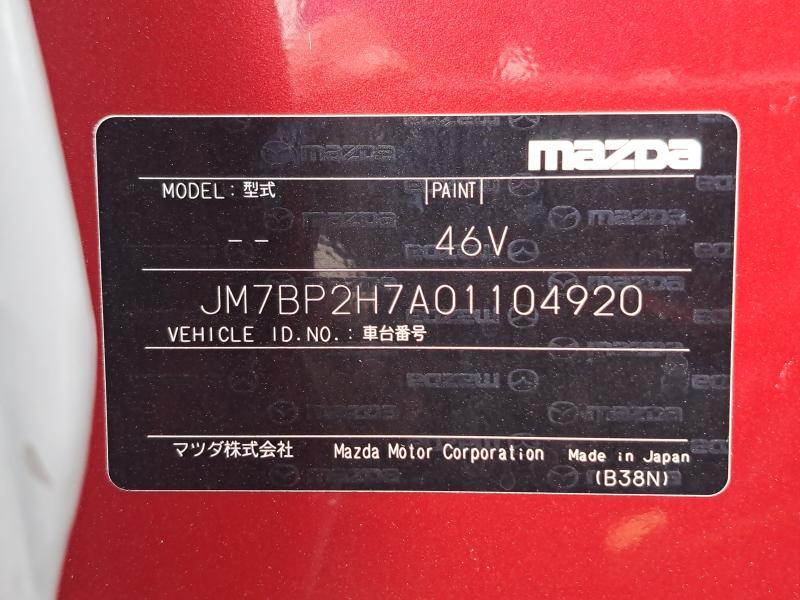 mazda
MODEL：型式 PAINT
-- 46V
JM7BP2H7A01104920
VEHICLE ID.NO.：車台番号
マツダ株式会社 Mazda Motor Corporation Made in Japan
(B38N)